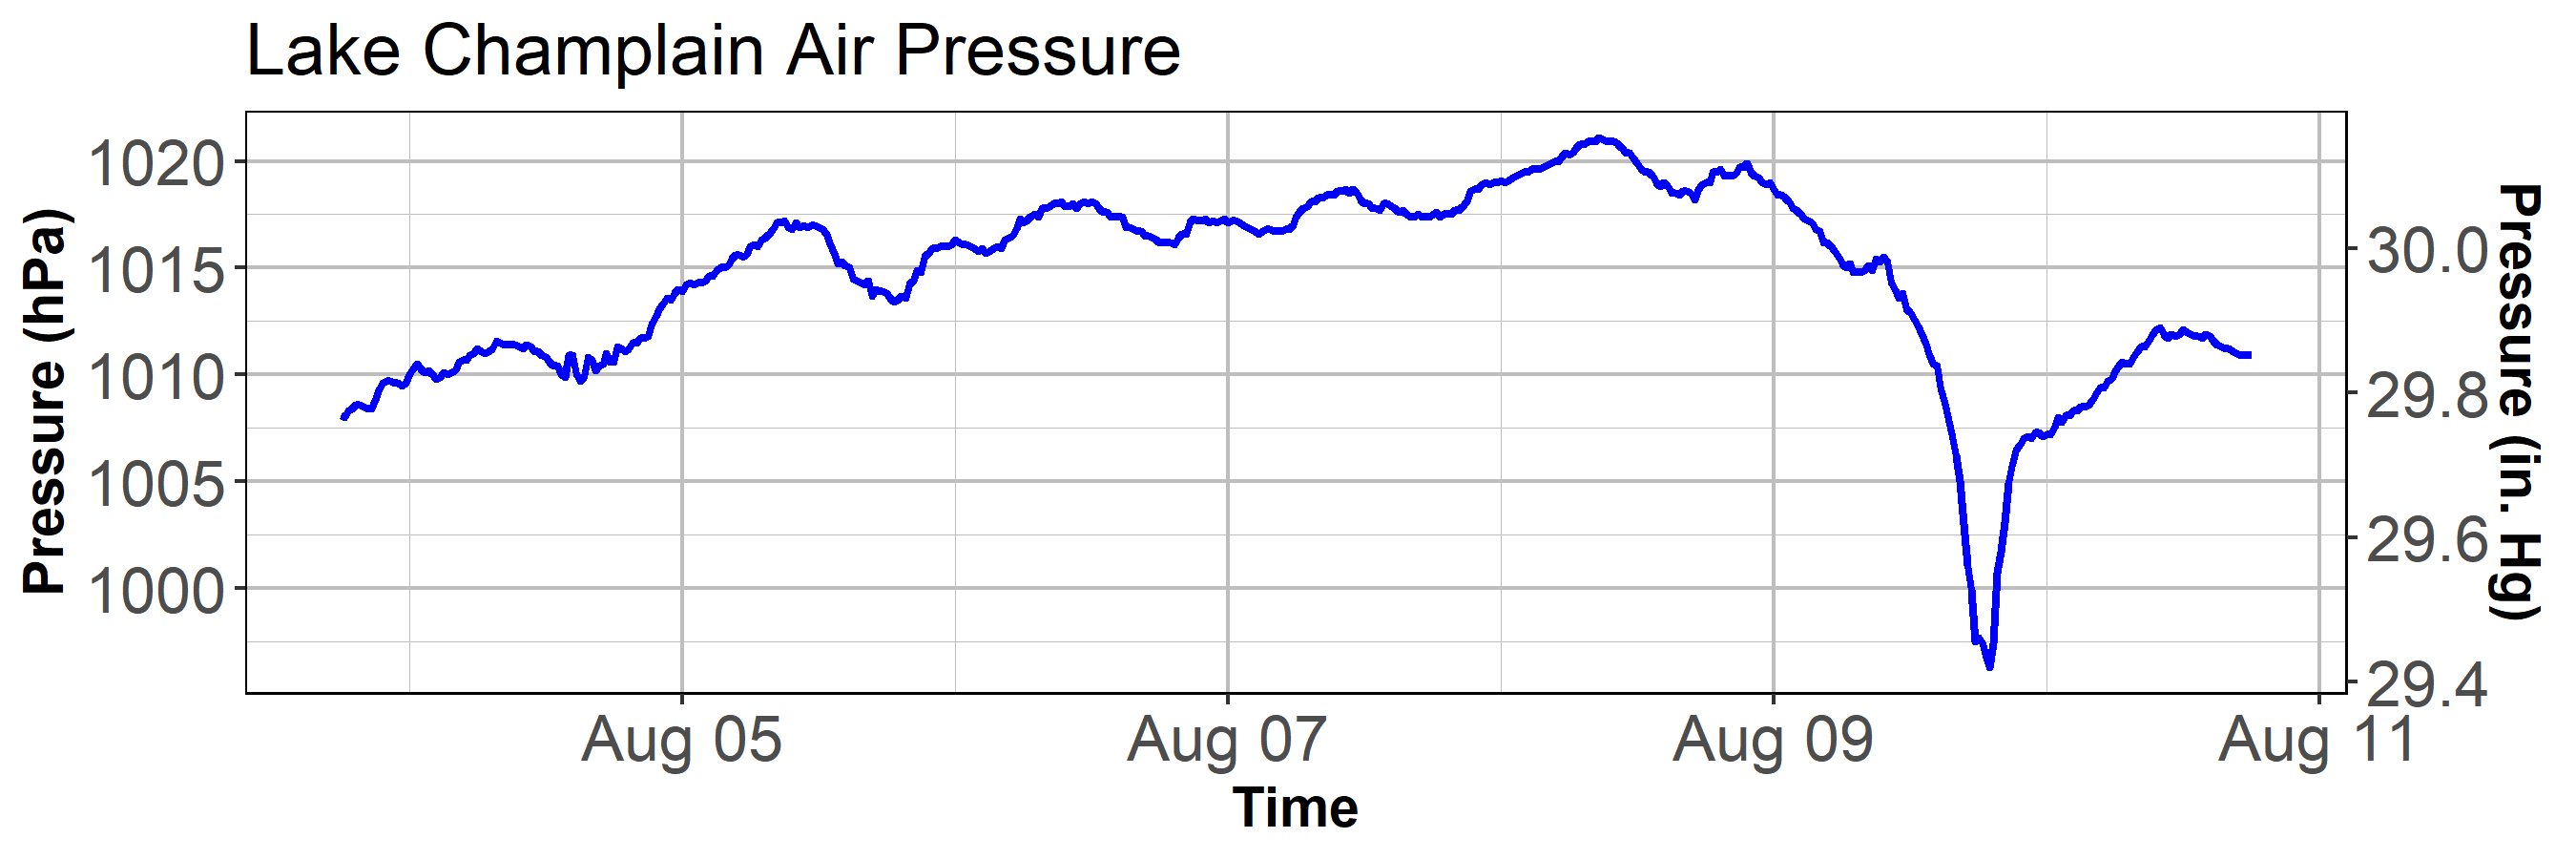 Lake Champlain Air Pressure
Pressure (hPa)
1020
1015
1010
1005
1000
30.0
29.8
29.6
29.4
Pressure (in. Hg)
Aug 05 Aug 07 Aug 09 Aug 11
Time